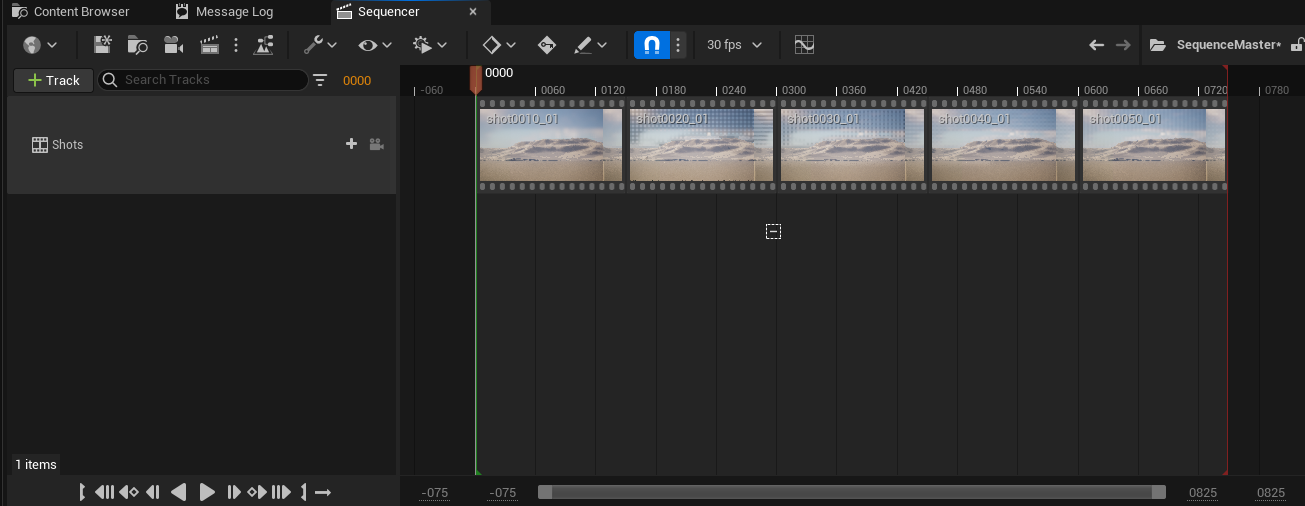 Content Browser
Message Log
Sequencer
30 fps
SequenceMaster*
Track
Search Tracks
0000
0000
-060
0060
0120
0180
0240
0300
0360
0420
0480
0540
0600
0660
0720
0780
shot0010_01
shot0020_01
shot0030_01
shot0040_01
shot0050_01
Shots
1 items
-075
-075
0825
0825